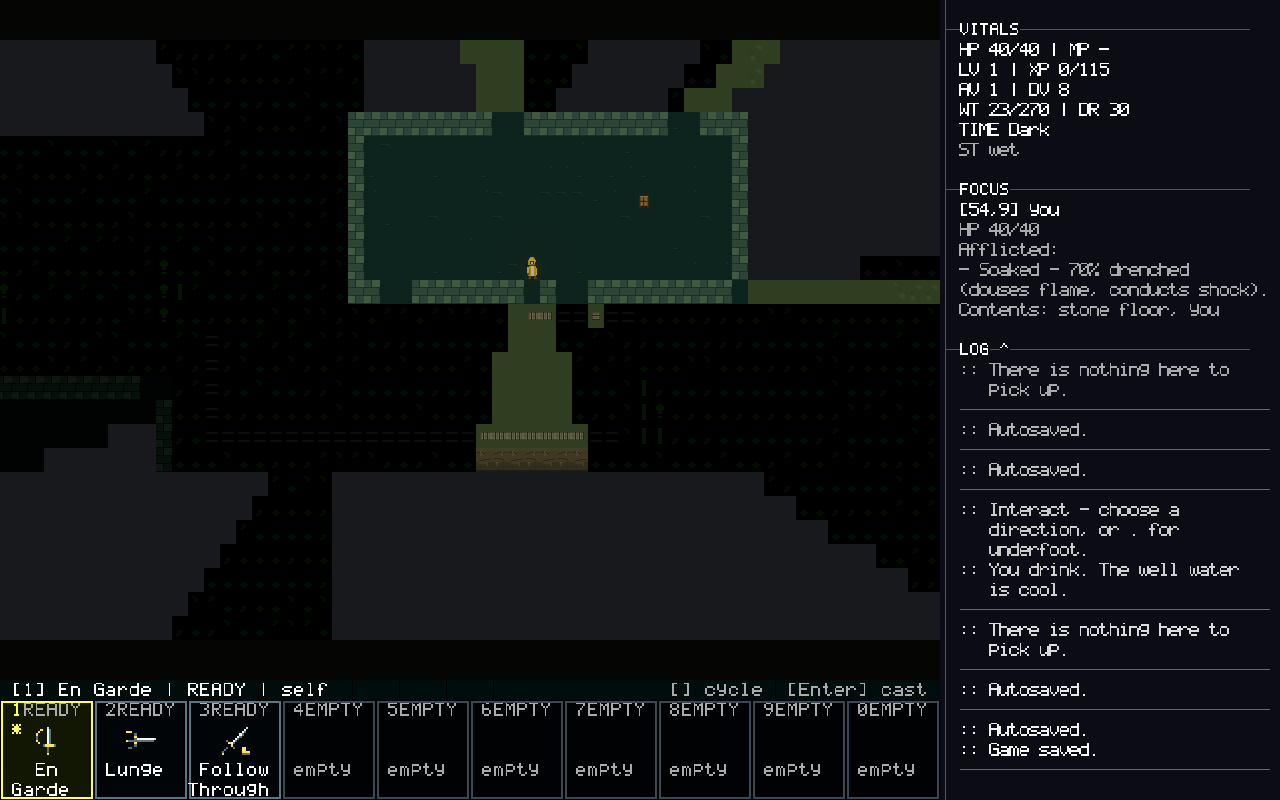 VITALS
HP 40/40 | MP -
LV 1 | XP 0/115
AV 1 | DV 8
WT 23/270 | DR 30
TIME Dark
ST wet
FOCUS
[54,9] You
HP 40/40
Afflicted:
- Soaked - 70% drenched
(douses flame, conducts shock).
Contents: stone floor, You
LOG ^
:: There is nothing here to
Pick uP.
:: Autosaved.
:: Autosaved.
:: Interact - choose a
direction, or . for
underfoot.
:: You drink. The well water
is cool.
:: There is nothing here to
Pick uP.
:: Autosaved.
:: Autosaved.
:: Game saved.
[1] En Garde | READY | self
[] cycle [Enter] cast
1READY 2READY 3READY 4EMPTY 5EMPTY 6EMPTY 7EMPTY 8EMPTY 9EMPTY 0EMPTY
*
En Garde
Lunge
Follow Through
empty empty empty empty empty empty empty